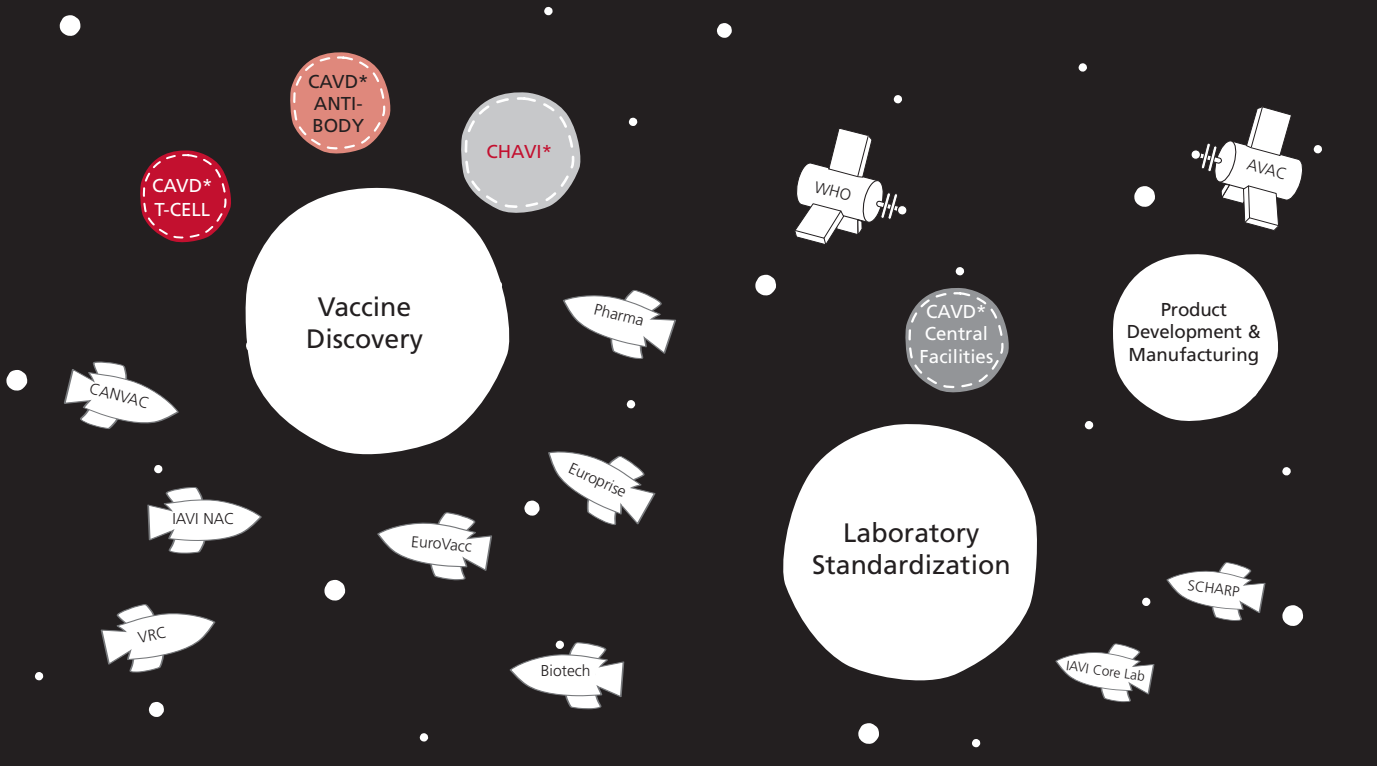 CAVD*
ANTI-
BODY
CHAVI*
CAVD*
T-CELL
WHO
AVAC
Vaccine
Discovery
Pharma
CAVD*
Central
Facilities
Product
Development &
Manufacturing
CANVAC
Europrise
IAVI NAC
EuroVacc
Laboratory
Standardization
SCHARP
VRC
Biotech
IAVI Core Lab